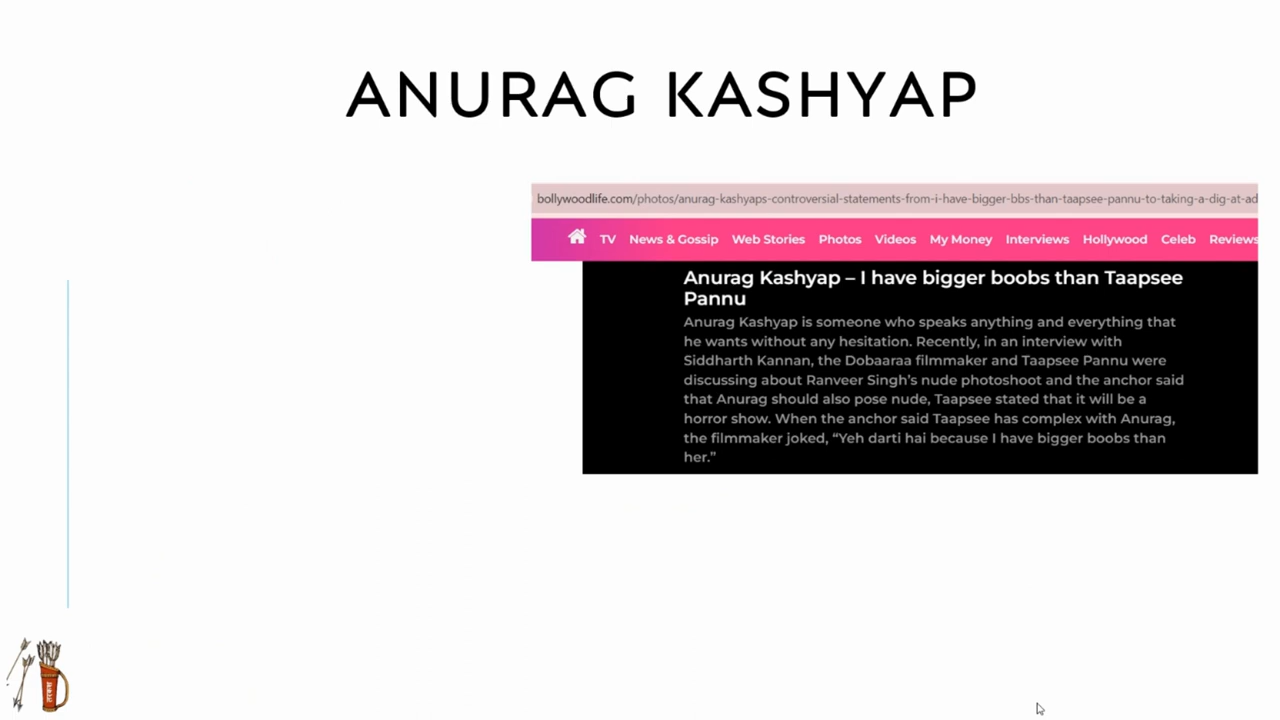 ANURAG KASHYAP
bollywoodlife.com/photos/anurag-kashyaps-controversial-statements-from-i-have-bigger-bbs-than-taapsee-pannu-to-taking-a-dig-at-ad
TV News & Gossip Web Stories Photos Videos My Money Interviews Hollywood Celeb Reviews
Anurag Kashyap – I have bigger boobs than Taapsee
Pannu
Anurag Kashyap is someone who speaks anything and everything that
he wants without any hesitation. Recently, in an interview with
Siddharth Kannan, the Dobaaraa filmmaker and Taapsee Pannu were
discussing about Ranveer Singh’s nude photoshoot and the anchor said
that Anurag should also pose nude, Taapsee stated that it will be a
horror show. When the anchor said Taapsee has complex with Anurag,
the filmmaker joked, “Yeh darti hai because I have bigger boobs than
her.”